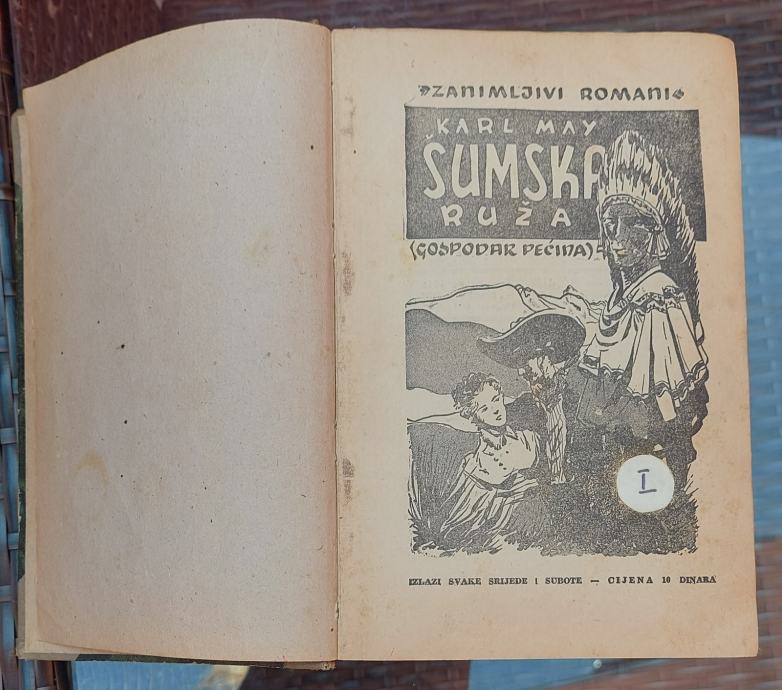 »ZANIMLJIVI ROMANI«
KARL MAY
ŠUMSKA
RUŽA
(GOSPODAR PEĆINA)
I
IZLAZI SVAKE SRIJEDE I SUBOTE — CIJENA 10 DINARA